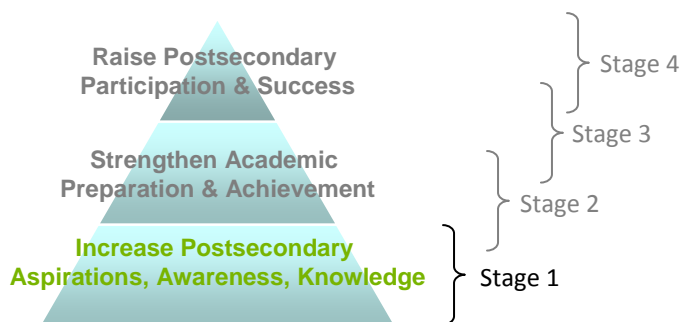 Raise Postsecondary
Participation & Success
Stage 4
Stage 3
Strengthen Academic
Preparation & Achievement
Stage 2
Increase Postsecondary
Aspirations, Awareness, Knowledge
Stage 1